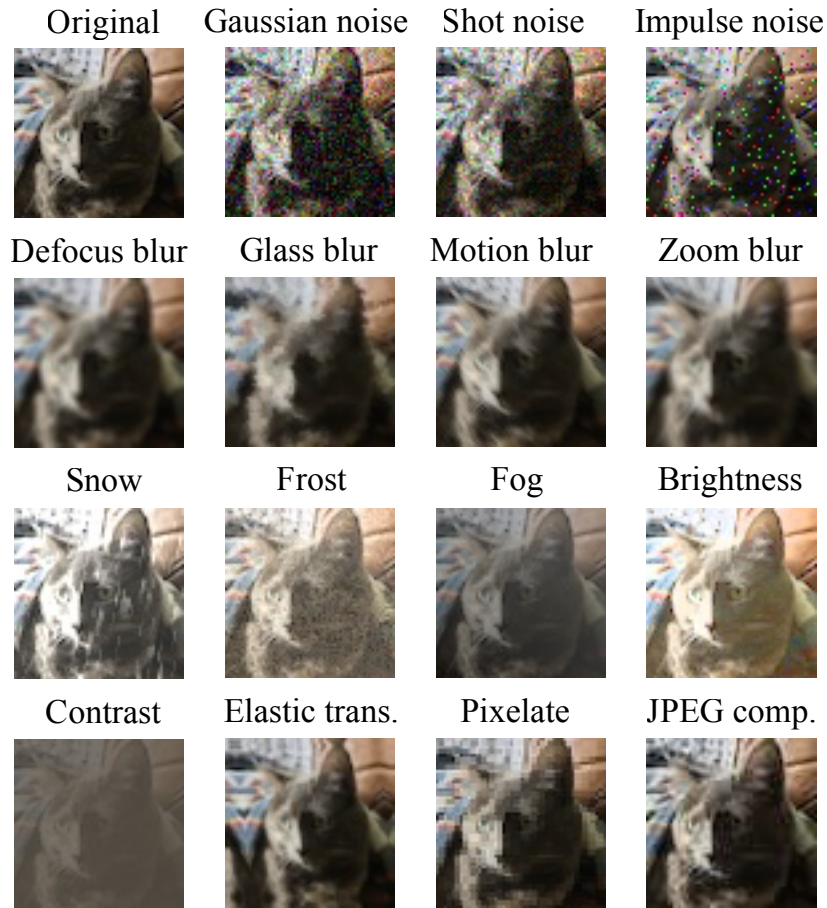 Original Gaussian noise Shot noise Impulse noise
Defocus blur Glass blur Motion blur Zoom blur
Snow Frost Fog Brightness
Contrast Elastic trans. Pixelate JPEG comp.